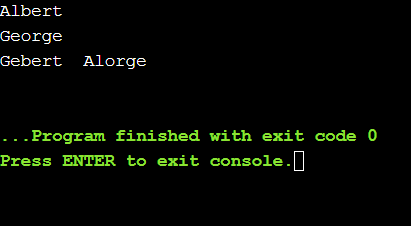 Albert
George
Gebert  Alorge
...Program finished with exit code 0
Press ENTER to exit console.